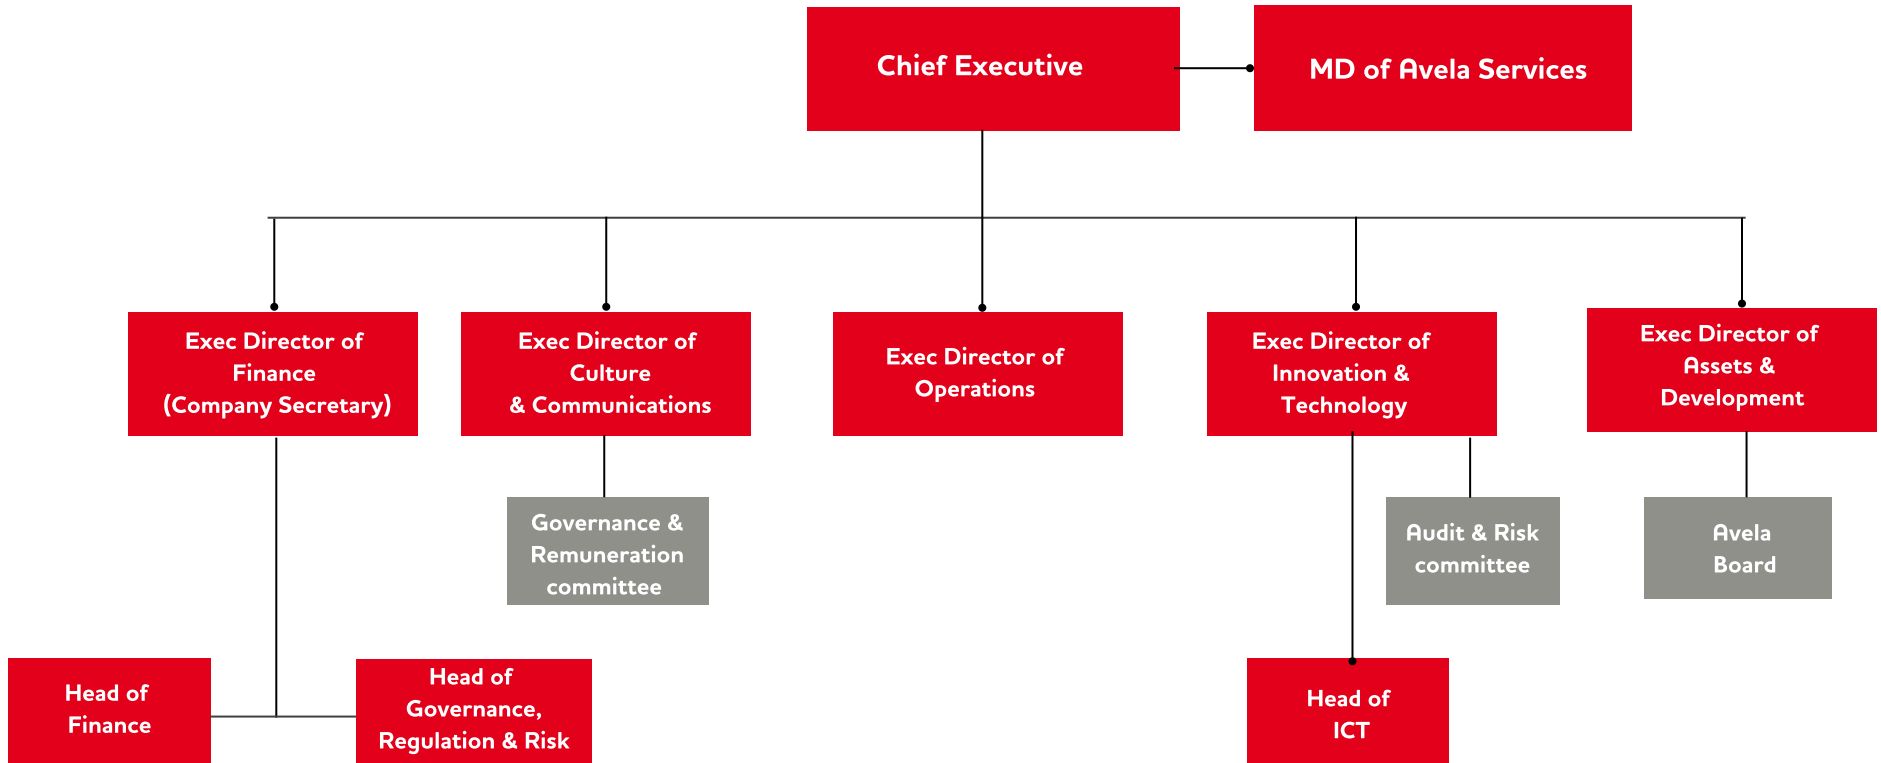 Chief Executive
MD of Avela Services
Exec Director of
Finance
(Company Secretary)
Exec Director of
Culture
& Communications
Exec Director of
Operations
Exec Director of
Innovation &
Technology
Exec Director of
Assets &
Development
Governance &
Remuneration
committee
Audit & Risk
committee
Avela
Board
Head of
Finance
Head of
Governance,
Regulation & Risk
Head of
ICT